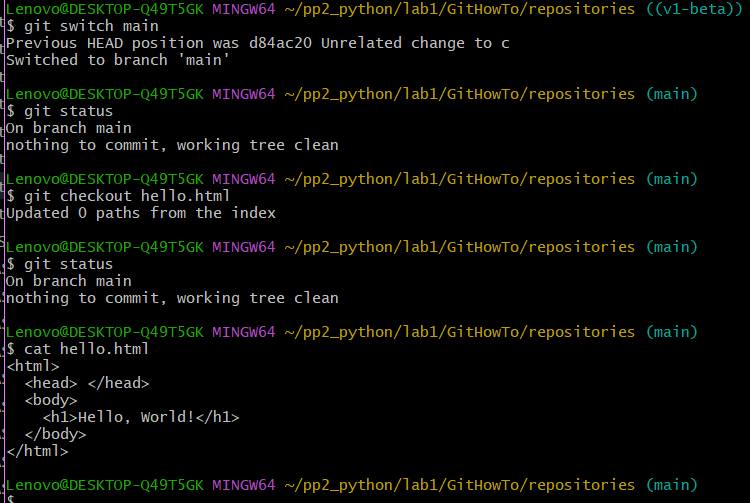 Lenovo@DESKTOP-Q49T5GK MINGW64 ~/pp2_python/lab1/GitHowTo/repositories ((v1-beta))
$ git switch main
Previous HEAD position was d84ac20 Unrelated change to c
Switched to branch 'main'
Lenovo@DESKTOP-Q49T5GK MINGW64 ~/pp2_python/lab1/GitHowTo/repositories (main)
$ git status
On branch main
nothing to commit, working tree clean
Lenovo@DESKTOP-Q49T5GK MINGW64 ~/pp2_python/lab1/GitHowTo/repositories (main)
$ git checkout hello.html
Updated 0 paths from the index
Lenovo@DESKTOP-Q49T5GK MINGW64 ~/pp2_python/lab1/GitHowTo/repositories (main)
$ git status
On branch main
nothing to commit, working tree clean
Lenovo@DESKTOP-Q49T5GK MINGW64 ~/pp2_python/lab1/GitHowTo/repositories (main)
$ cat hello.html
<html>
  <head> </head>
  <body>
    <h1>Hello, World!</h1>
  </body>
</html>
Lenovo@DESKTOP-Q49T5GK MINGW64 ~/pp2_python/lab1/GitHowTo/repositories (main)
$